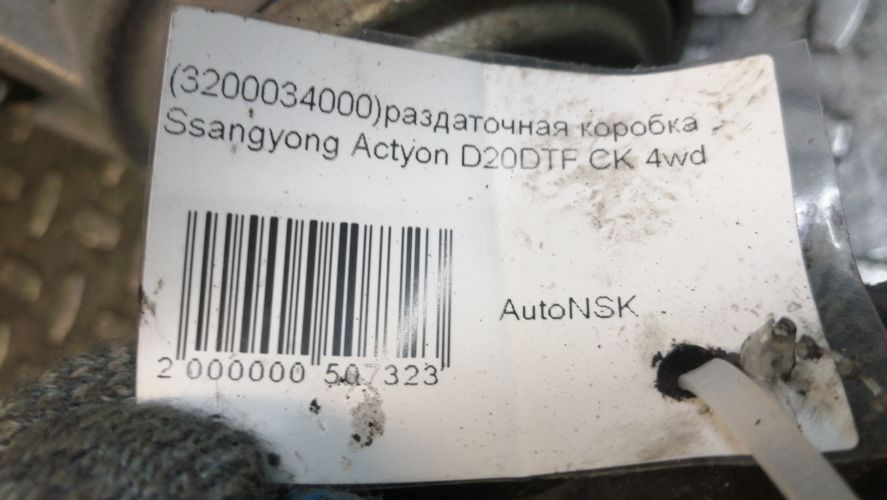 (3200034000)раздаточная коробка
Ssangyong Actyon D20DTF CK 4wd
AutoNSK
2 000000 507323